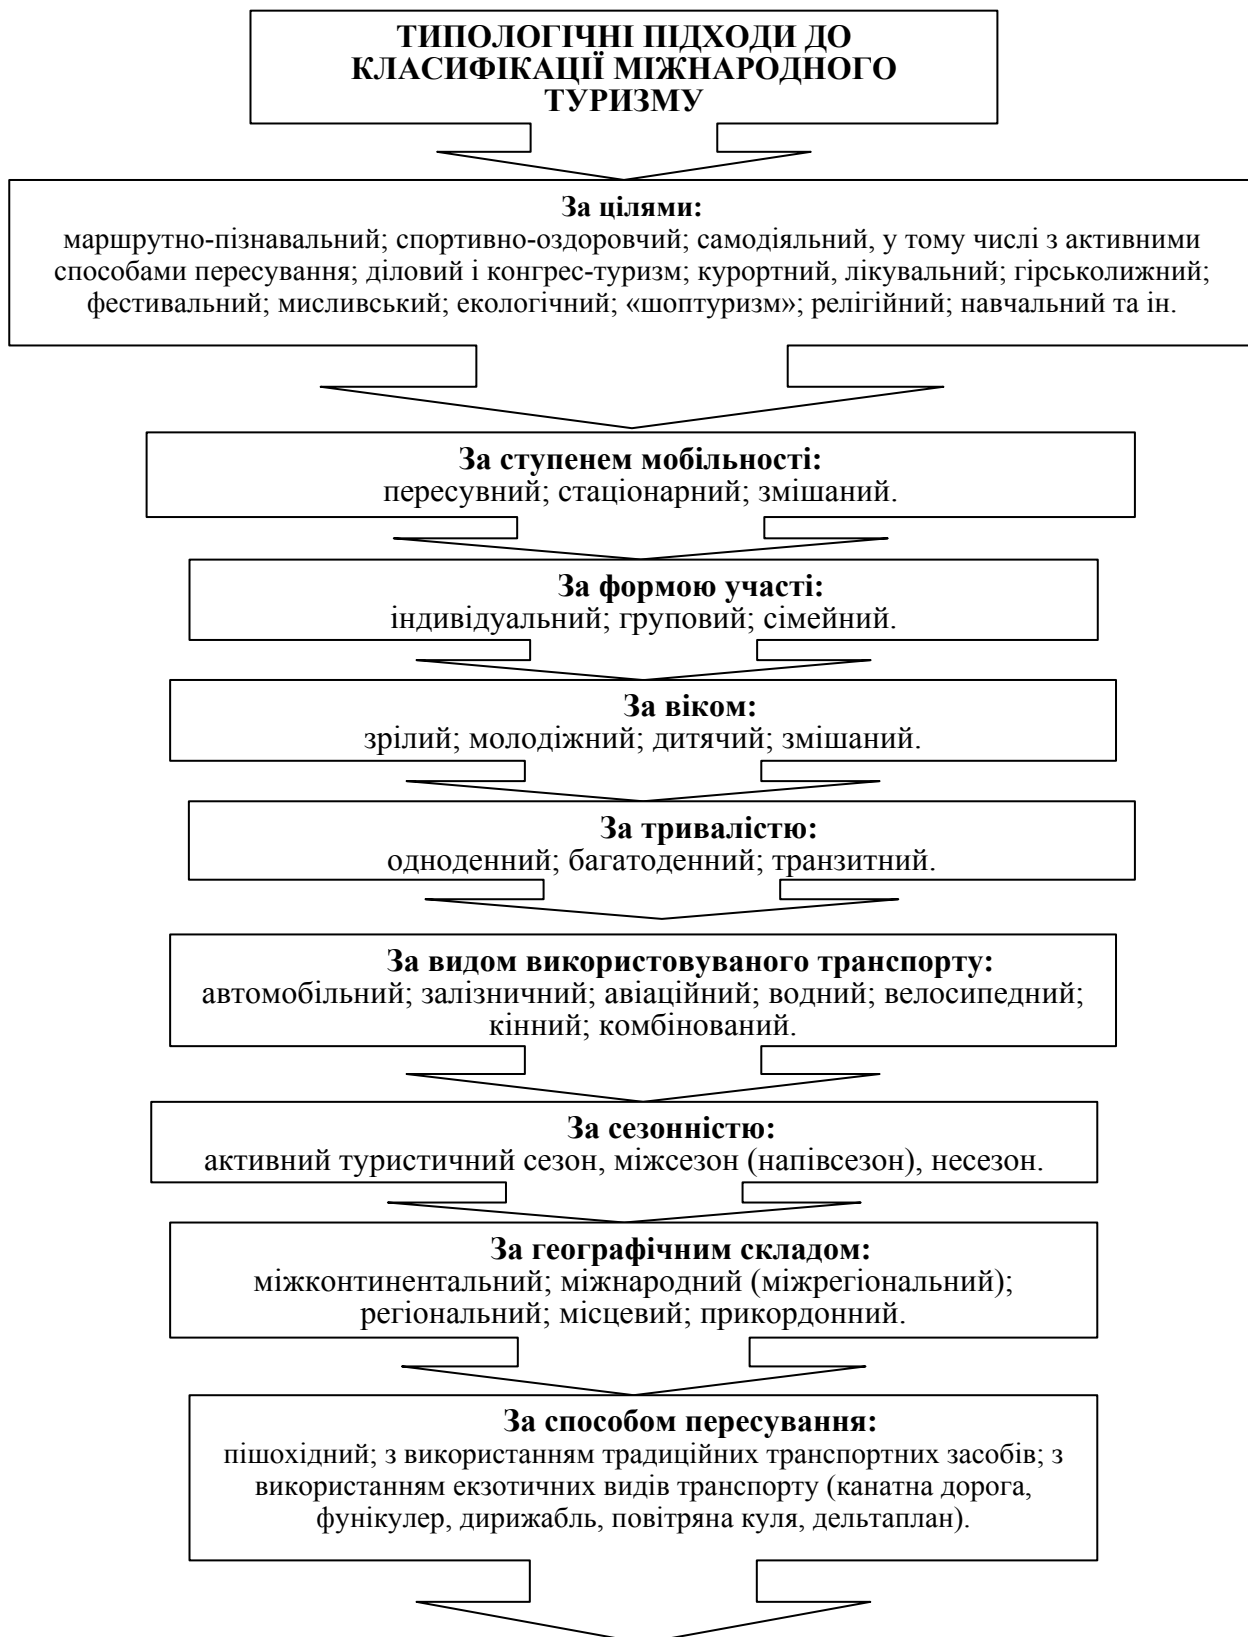 ТИПОЛОГІЧНІ ПІДХОДИ ДО
КЛАСИФІКАЦІЇ МІЖНАРОДНОГО
ТУРИЗМУ
За цілями:
маршрутно-пізнавальний; спортивно-оздоровчий; самодіяльний, у тому числі з активними
способами пересування; діловий і конгрес-туризм; курортний, лікувальний; гірськолижний;
фестивальний; мисливський; екологічний; «шоптуризм»; релігійний; навчальний та ін.
За ступенем мобільності:
пересувний; стаціонарний; змішаний.
За формою участі:
індивідуальний; груповий; сімейний.
За віком:
зрілий; молодіжний; дитячий; змішаний.
За тривалістю:
одноденний; багатоденний; транзитний.
За видом використовуваного транспорту:
автомобільний; залізничний; авіаційний; водний; велосипедний;
кінний; комбінований.
За сезонністю:
активний туристичний сезон, міжсезон (напівсезон), несезон.
За географічним складом:
міжконтинентальний; міжнародний (міжрегіональний);
регіональний; місцевий; прикордонний.
За способом пересування:
пішохідний; з використанням традиційних транспортних засобів; з
використанням екзотичних видів транспорту (канатна дорога,
фунікулер, дирижабль, повітряна куля, дельтаплан).